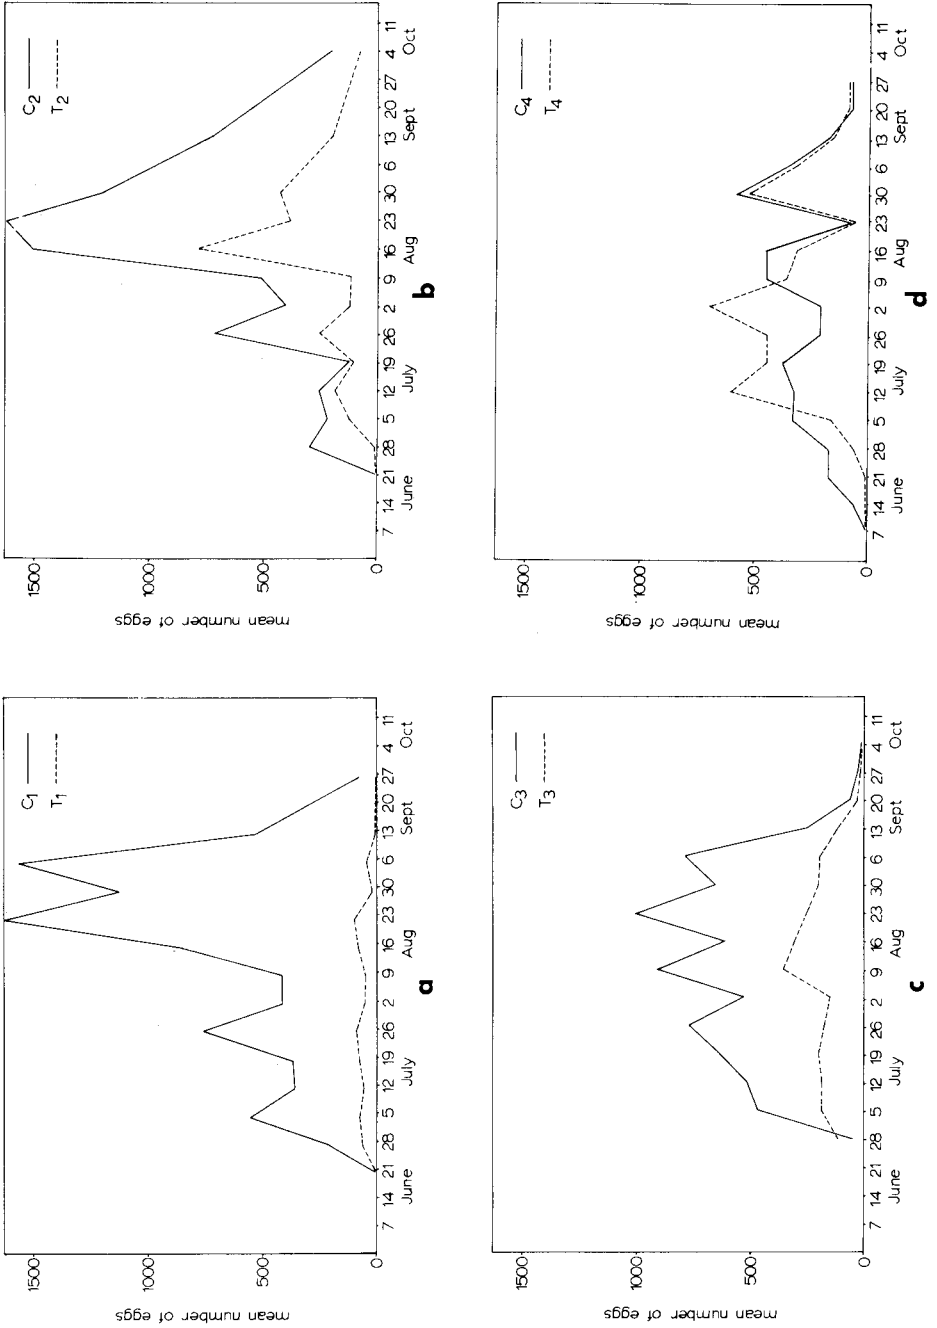 mean number of eggs
1500
1000
500
0
C1
T1
7 14 21 28 5 12 19 26 2 9 16 23 30 6 13 20 27 4 11
June July Aug Sept Oct
a
mean number of eggs
1500
1000
500
0
C2
T2
7 14 21 28 5 12 19 26 2 9 16 23 30 6 13 20 27 4 11
June July Aug Sept Oct
b
mean number of eggs
1500
1000
500
0
C3
T3
7 14 21 28 5 12 19 26 2 9 16 23 30 6 13 20 27 4 11
June July Aug Sept Oct
c
mean number of eggs
1500
1000
500
0
C4
T4
7 14 21 28 5 12 19 26 2 9 16 23 30 6 13 20 27 4 11
June July Aug Sept Oct
d